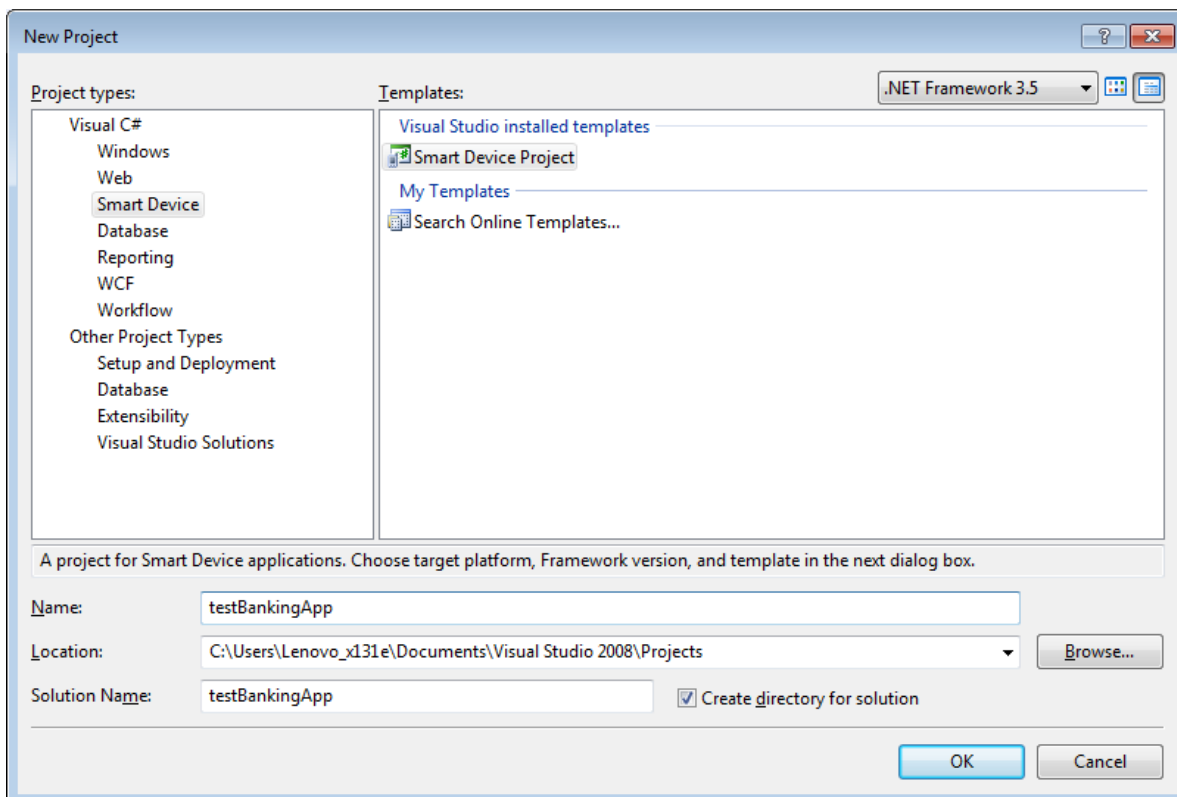 New Project
Project types:
Templates:
.NET Framework 3.5
Visual C#
Windows
Web
Smart Device
Database
Reporting
WCF
Workflow
Other Project Types
Setup and Deployment
Database
Extensibility
Visual Studio Solutions
Visual Studio installed templates
Smart Device Project
My Templates
Search Online Templates...
A project for Smart Device applications. Choose target platform, Framework version, and template in the next dialog box.
Name:
testBankingApp
Location:
C:\Users\Lenovo_x131e\Documents\Visual Studio 2008\Projects
Browse...
Solution Name:
testBankingApp
Create directory for solution
OK
Cancel